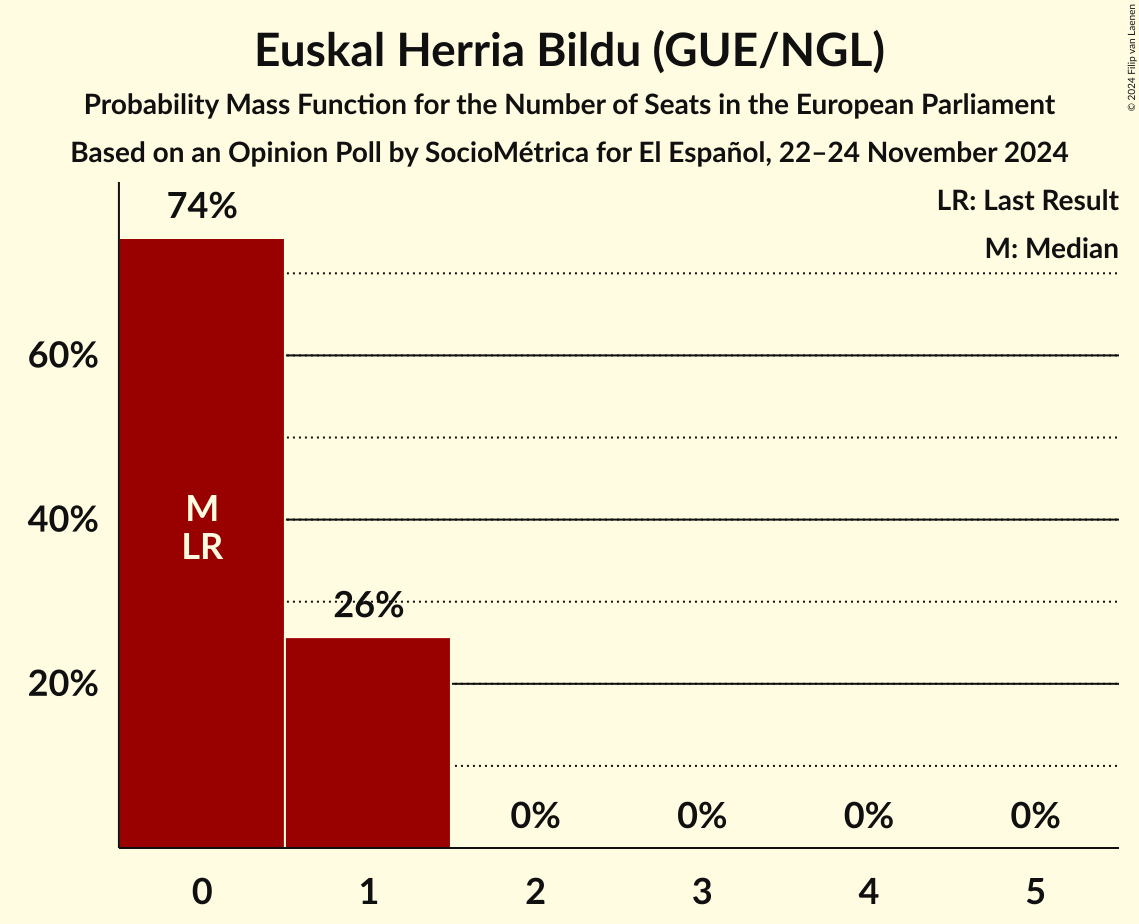 Euskal Herria Bildu (GUE/NGL)
Probability Mass Function for the Number of Seats in the European Parliament
Based on an Opinion Poll by SocioMétrica for El Español, 22–24 November 2024
© 2024 Filip van Laenen
LR: Last Result
M: Median
74%
60%
M
40%
LR
26%
20%
0% 0% 0% 0%
0 1 2 3 4 5